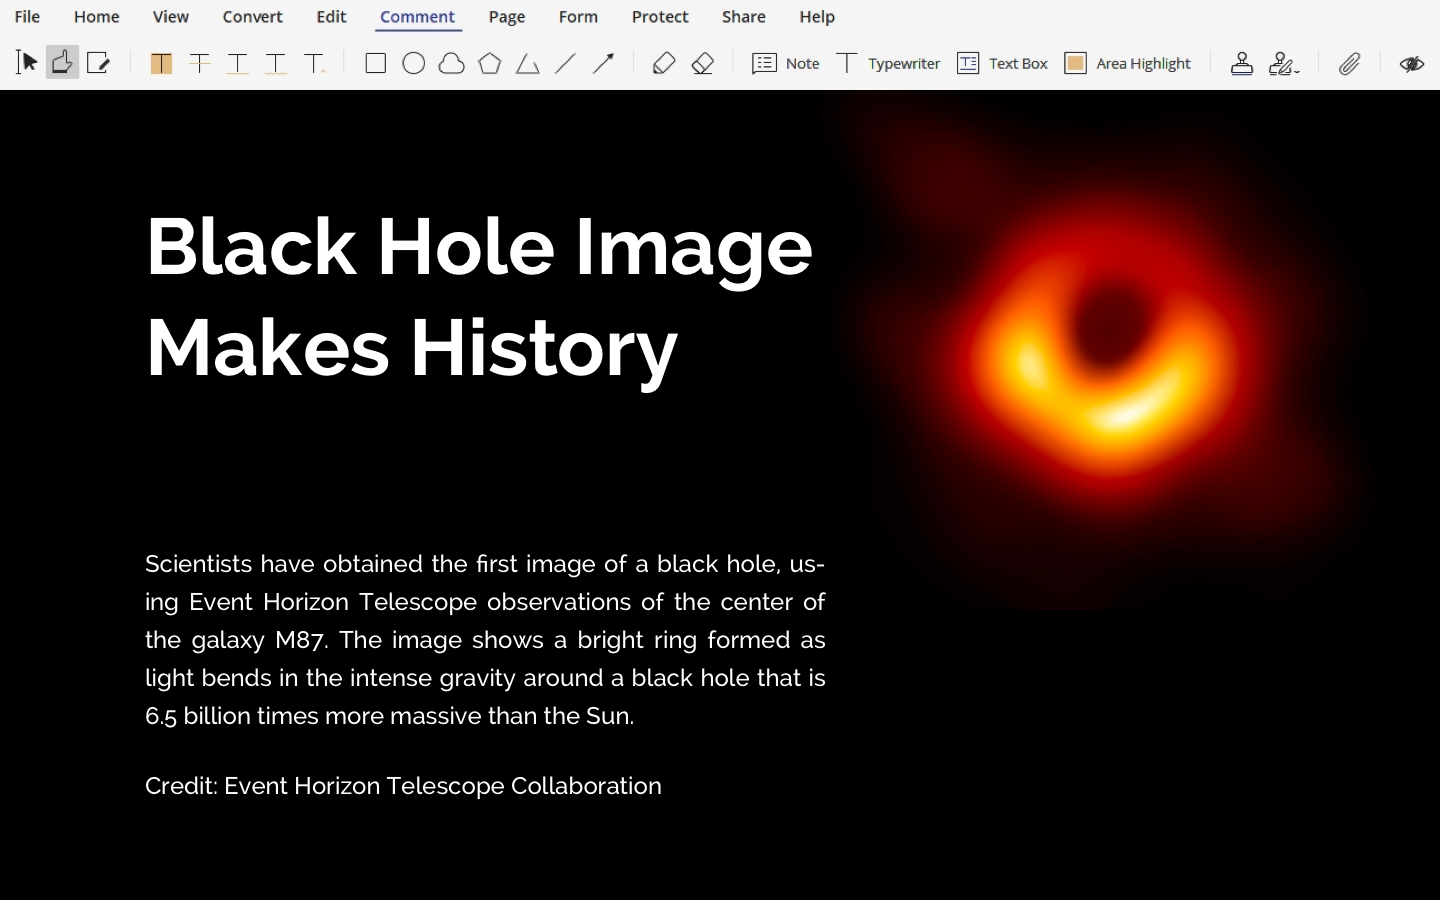 File Home View Convert Edit Comment Page Form Protect Share Help
Note Typewriter Text Box Area Highlight
Black Hole Image
Makes History
Scientists have obtained the first image of a black hole, us-
ing Event Horizon Telescope observations of the center of
the galaxy M87. The image shows a bright ring formed as
light bends in the intense gravity around a black hole that is
6.5 billion times more massive than the Sun.
Credit: Event Horizon Telescope Collaboration